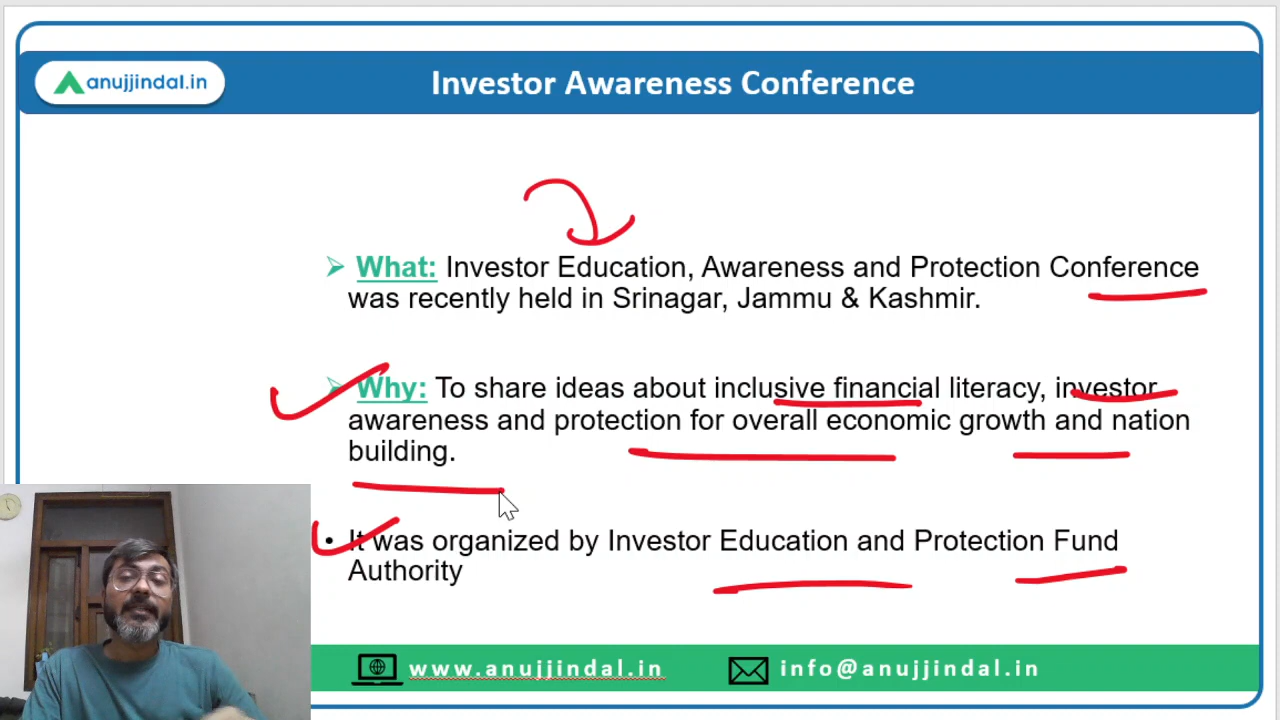 anujjindal.in
Investor Awareness Conference
➢ What: Investor Education, Awareness and Protection Conference
was recently held in Srinagar, Jammu & Kashmir.
➢ Why: To share ideas about inclusive financial literacy, investor
awareness and protection for overall economic growth and nation
building.
• It was organized by Investor Education and Protection Fund
Authority
www.anujjindal.in
info@anujjindal.in